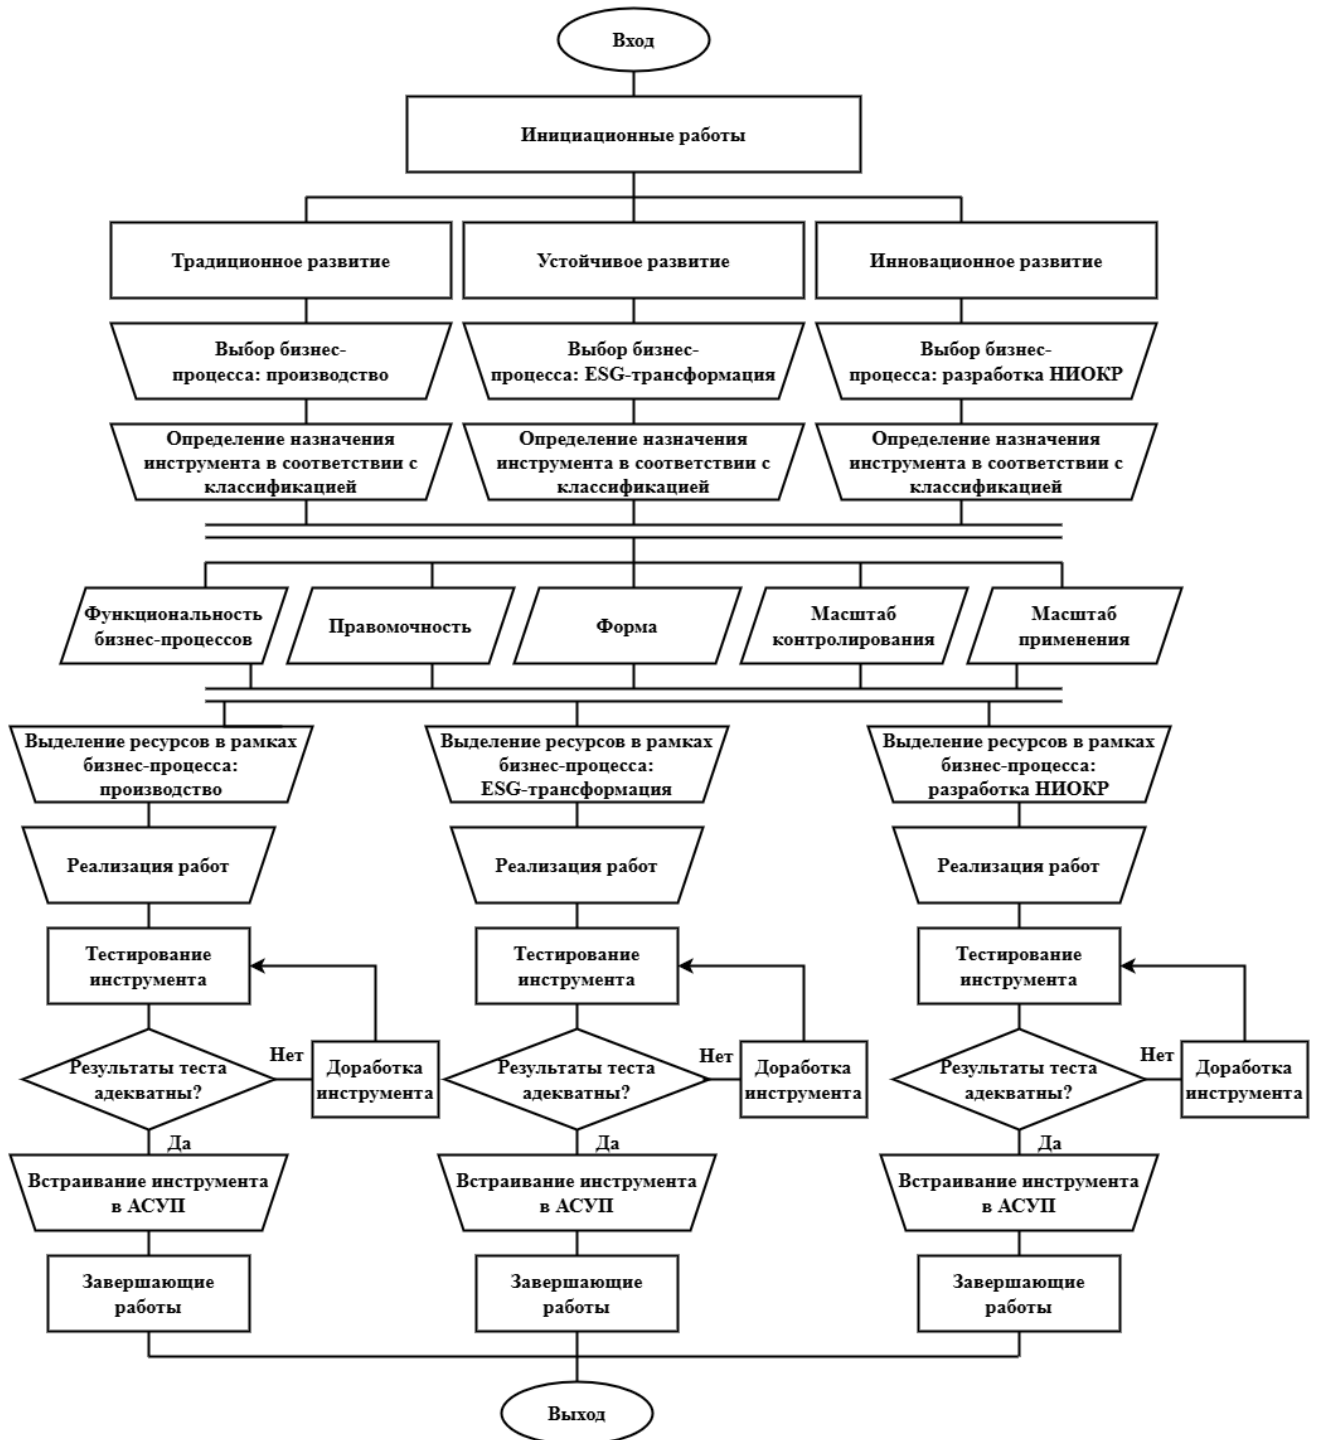 Вход
Инициационные работы
Традиционное развитие
Устойчивое развитие
Инновационное развитие
Выбор бизнес-
процесса: производство
Выбор бизнес-
процесса: ESG-трансформация
Выбор бизнес-
процесса: разработка НИОКР
Определение назначения
инструмента в соответствии с
классификацией
Определение назначения
инструмента в соответствии с
классификацией
Определение назначения
инструмента в соответствии с
классификацией
Функциональность
бизнес-процессов
Правомочность
Форма
Масштаб
контролирования
Масштаб
применения
Выделение ресурсов в рамках
бизнес-процесса:
производство
Выделение ресурсов в рамках
бизнес-процесса:
ESG-трансформация
Выделение ресурсов в рамках
бизнес-процесса:
разработка НИОКР
Реализация работ
Реализация работ
Реализация работ
Тестирование
инструмента
Тестирование
инструмента
Тестирование
инструмента
Результаты теста
адекватны?
Нет
Доработка
инструмента
Результаты теста
адекватны?
Нет
Доработка
инструмента
Результаты теста
адекватны?
Нет
Доработка
инструмента
Да
Да
Да
Встраивание инструмента
в АСУП
Встраивание инструмента
в АСУП
Встраивание инструмента
в АСУП
Завершающие
работы
Завершающие
работы
Завершающие
работы
Выход